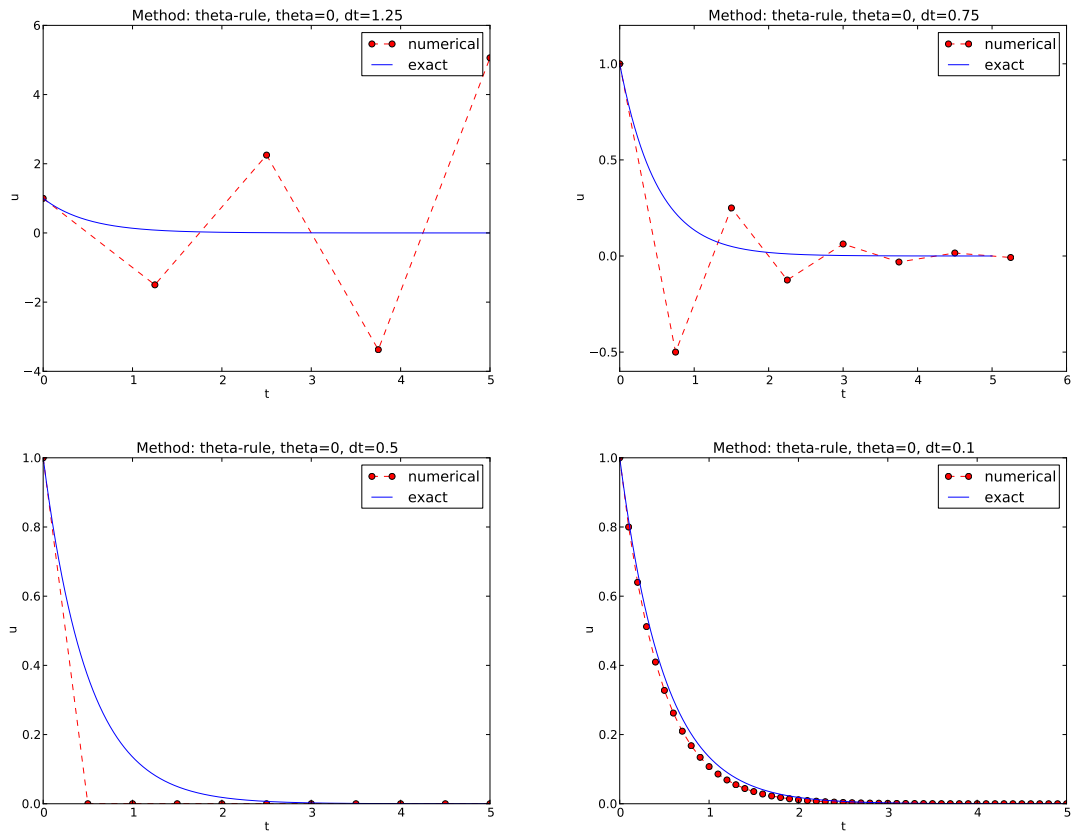 Method: theta-rule, theta=0, dt=1.25
6
4
2
0
−2
−4
u
numerical
exact
0 1 2 3 4 5
t
Method: theta-rule, theta=0, dt=0.75
1.0
0.5
0.0
−0.5
u
numerical
exact
0 1 2 3 4 5 6
t
Method: theta-rule, theta=0, dt=0.5
1.0
0.8
0.6
0.4
0.2
0.0
u
numerical
exact
0 1 2 3 4 5
t
Method: theta-rule, theta=0, dt=0.1
1.0
0.8
0.6
0.4
0.2
0.0
u
numerical
exact
0 1 2 3 4 5
t